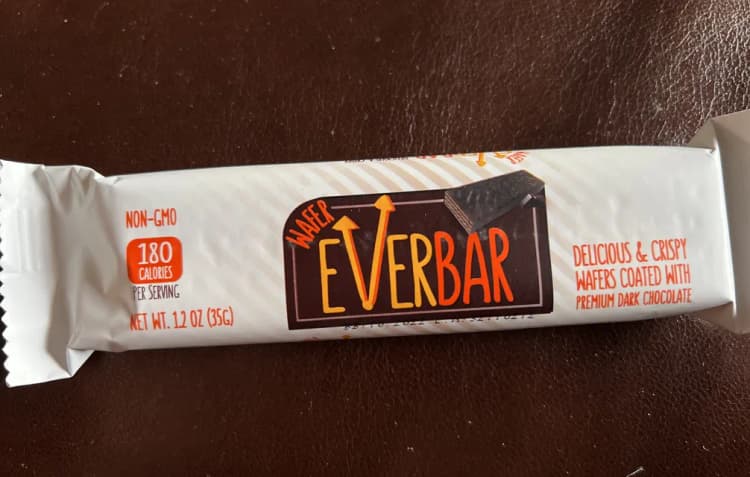 NON-GMO
180
CALORIES
PER SERVING
NET WT. 1.2 OZ (35G)
WAFER
EVERBAR
DELICIOUS & CRISPY
WAFERS COATED WITH
PREMIUM DARK CHOCOLATE